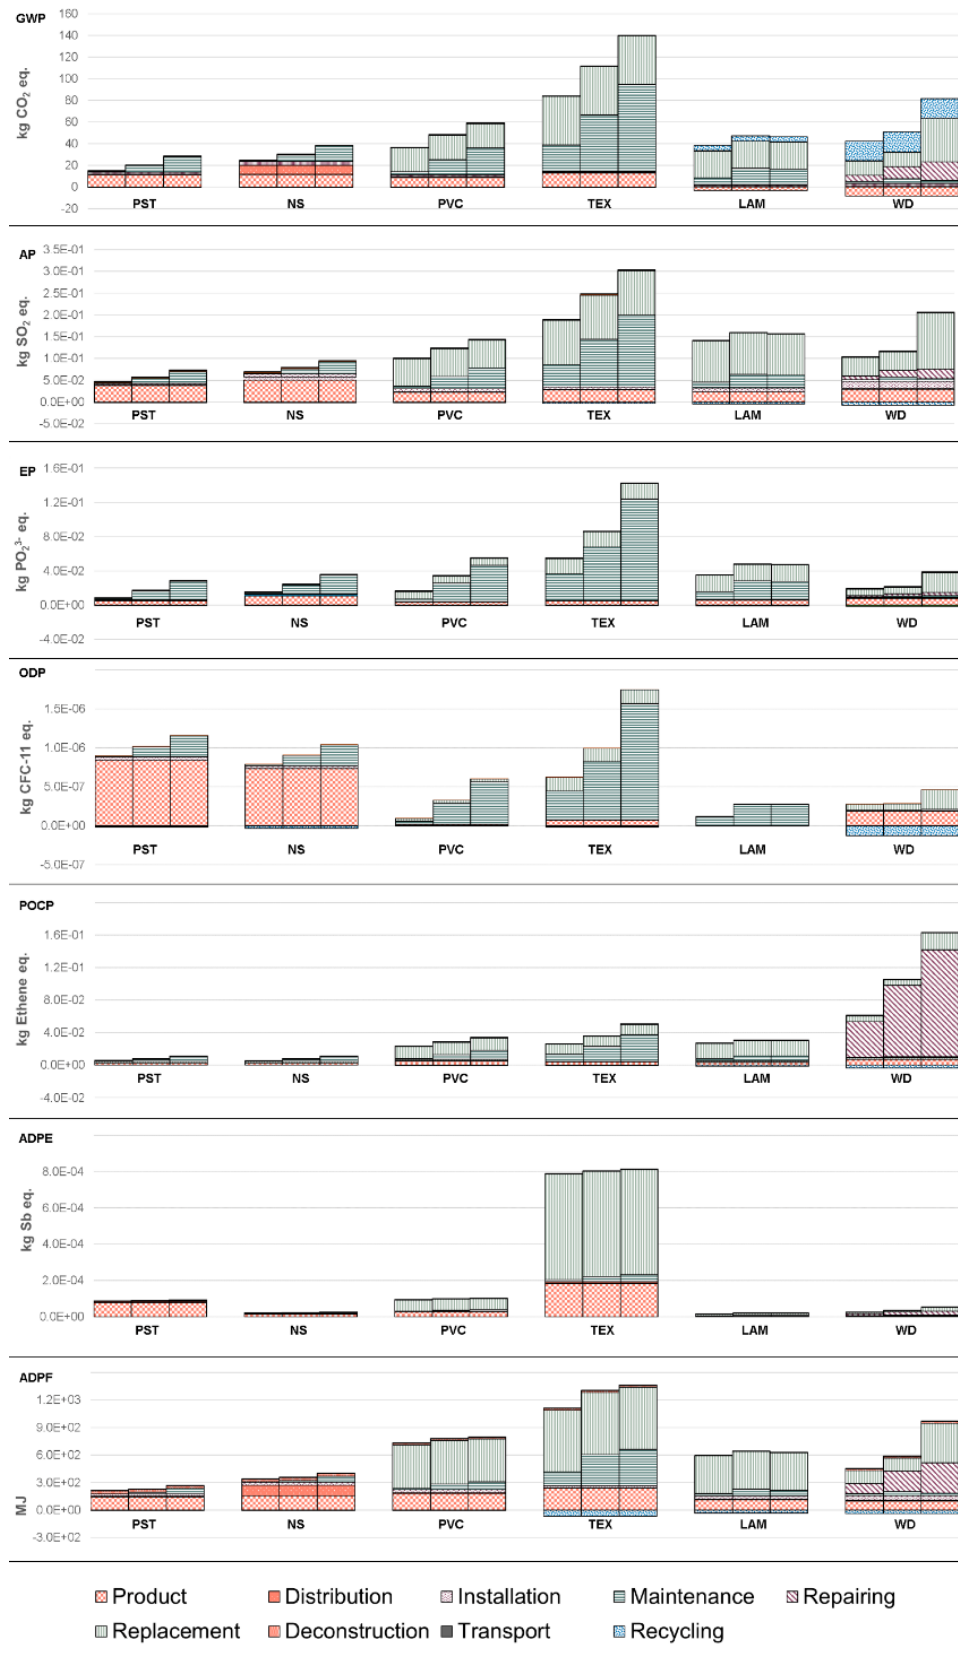 GWP
160
140
120
100
80
60
40
20
0
-20
kg CO2 eq.
PST NS PVC TEX LAM WD
AP
3.5E-01
3.0E-01
2.5E-01
2.0E-01
1.5E-01
1.0E-01
5.0E-02
0.0E+00
-5.0E-02
kg SO2 eq.
PST NS PVC TEX LAM WD
EP
1.6E-01
1.2E-01
8.0E-02
4.0E-02
0.0E+00
-4.0E-02
kg PO2 3- eq.
PST NS PVC TEX LAM WD
ODP
1.5E-06
1.0E-06
5.0E-07
0.0E+00
-5.0E-07
kg CFC-11 eq.
PST NS PVC TEX LAM WD
POCP
1.6E-01
1.2E-01
8.0E-02
4.0E-02
0.0E+00
-4.0E-02
kg Ethene eq.
PST NS PVC TEX LAM WD
ADPE
8.0E-04
6.0E-04
4.0E-04
2.0E-04
0.0E+00
kg Sb eq.
PST NS PVC TEX LAM WD
ADPF
1.2E+03
9.0E+02
6.0E+02
3.0E+02
0.0E+00
-3.0E+02
MJ
PST NS PVC TEX LAM WD
Product Distribution Installation Maintenance Repairing
Replacement Deconstruction Transport Recycling